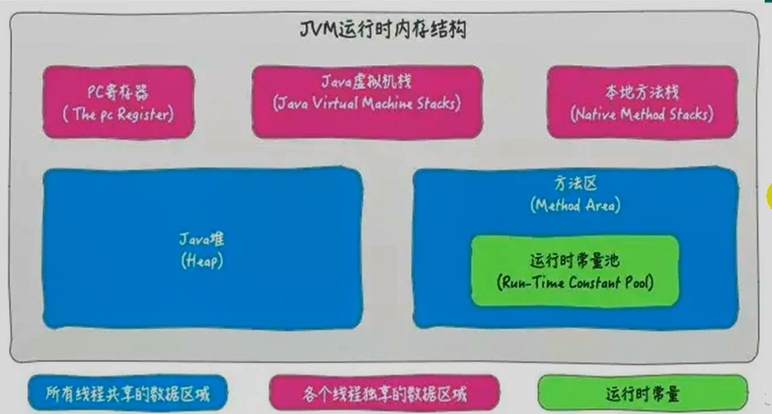 JVM运行时内存结构
PC寄存器
(The pc Register)
Java虚拟机栈
(Java Virtual Machine Stacks)
本地方法栈
(Native Method Stacks)
Java堆
(Heap)
方法区
(Method Area)
运行时常量池
(Run-Time Constant Pool)
所有线程共享的数据区域
各个线程独享的数据区域
运行时常量